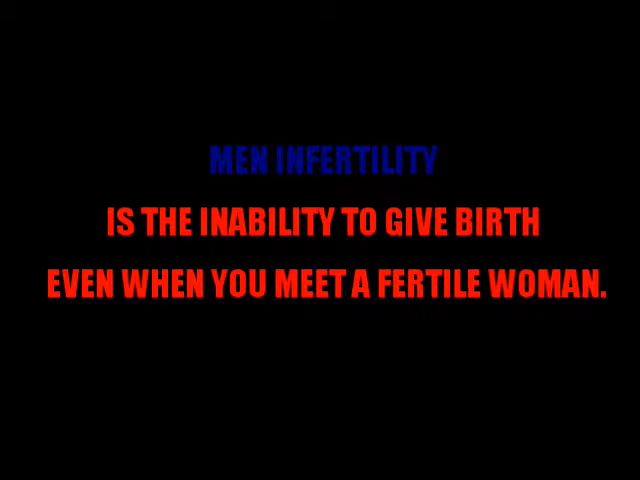 MEN INFERTILITY
IS THE INABILITY TO GIVE BIRTH
EVEN WHEN YOU MEET A FERTILE WOMAN.